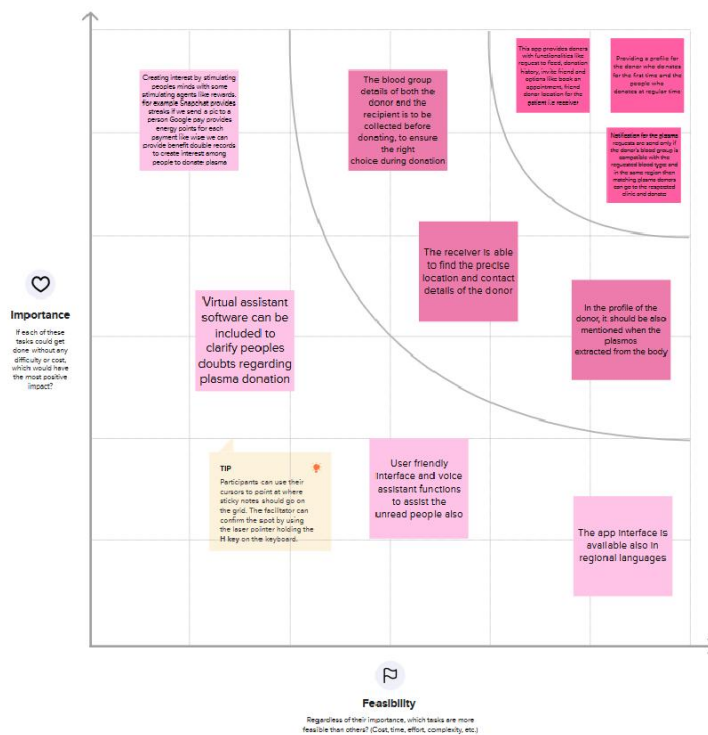 Creating interest by stimulating
peoples minds with some
stimulating agents like rewards.
for example Snapchat provides
streaks if we send a pic to a
person Google pay provides
energy points for each
payment like wise we can
provide benefit double records
to create interest among
people to donate plasma
The blood group
details of both the
donor and the
recipient is to be
collected before
donating, to ensure
the right
choice during donation
This app provides donors
with functionalities like
request to feed, donation
history, invite friend and
options like book an
appointment, friend
donor location for the
patient i.e receiver
Providing a profile for
the donor who donates
for the first time and the
people who
donates at regular time
Notification for the plasma
requests are send only if
the donor's blood group is
compatible with the
requested blood type and
in the same region then
matching plasma donors
can go to the requested
clinic and donate
The receiver is able
to find the precise
location and contact
details of the donor
In the profile of the
donor, it should be also
mentioned when the
plasmos
extracted from the body
Virtual assistant
software can be
included to
clarify peoples
doubts regarding
plasma donation
Importance
If each of these
tasks could get
done without any
difficulty or cost,
which would have
the most positive
impact?
TIP
Participants can use their
cursors to point at where
sticky notes should go on
the grid. The facilitator can
confirm the spot by using
the laser pointer holding the
H key on the keyboard.
User friendly
interface and voice
assistant functions
to assist the
unread people also
The app interface is
available also in
regional languages
Feasibility
Regardless of their importance, which tasks are more
feasible than others? (Cost, time, effort, complexity, etc.)